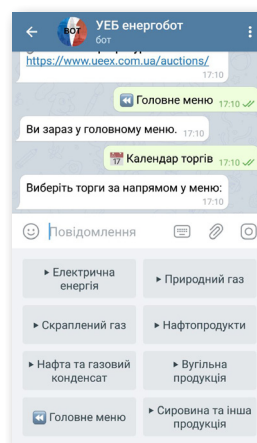 УЕБ енергобот
БОТ
бот
https://www.ueex.com.ua/auctions/
17:10
⏪ Головне меню 17:10
Ви зараз у головному меню. 17:10
📅 Календар торгів 17:10
Виберіть торги за напрямом у меню:
17:10
Повідомлення
▸ Електрична
енергія
▸ Природний газ
▸ Скраплений газ
▸ Нафтопродукти
▸ Нафта та газовий
конденсат
▸ Вугільна
продукція
⏪ Головне меню
▸ Сировина та інша
продукція